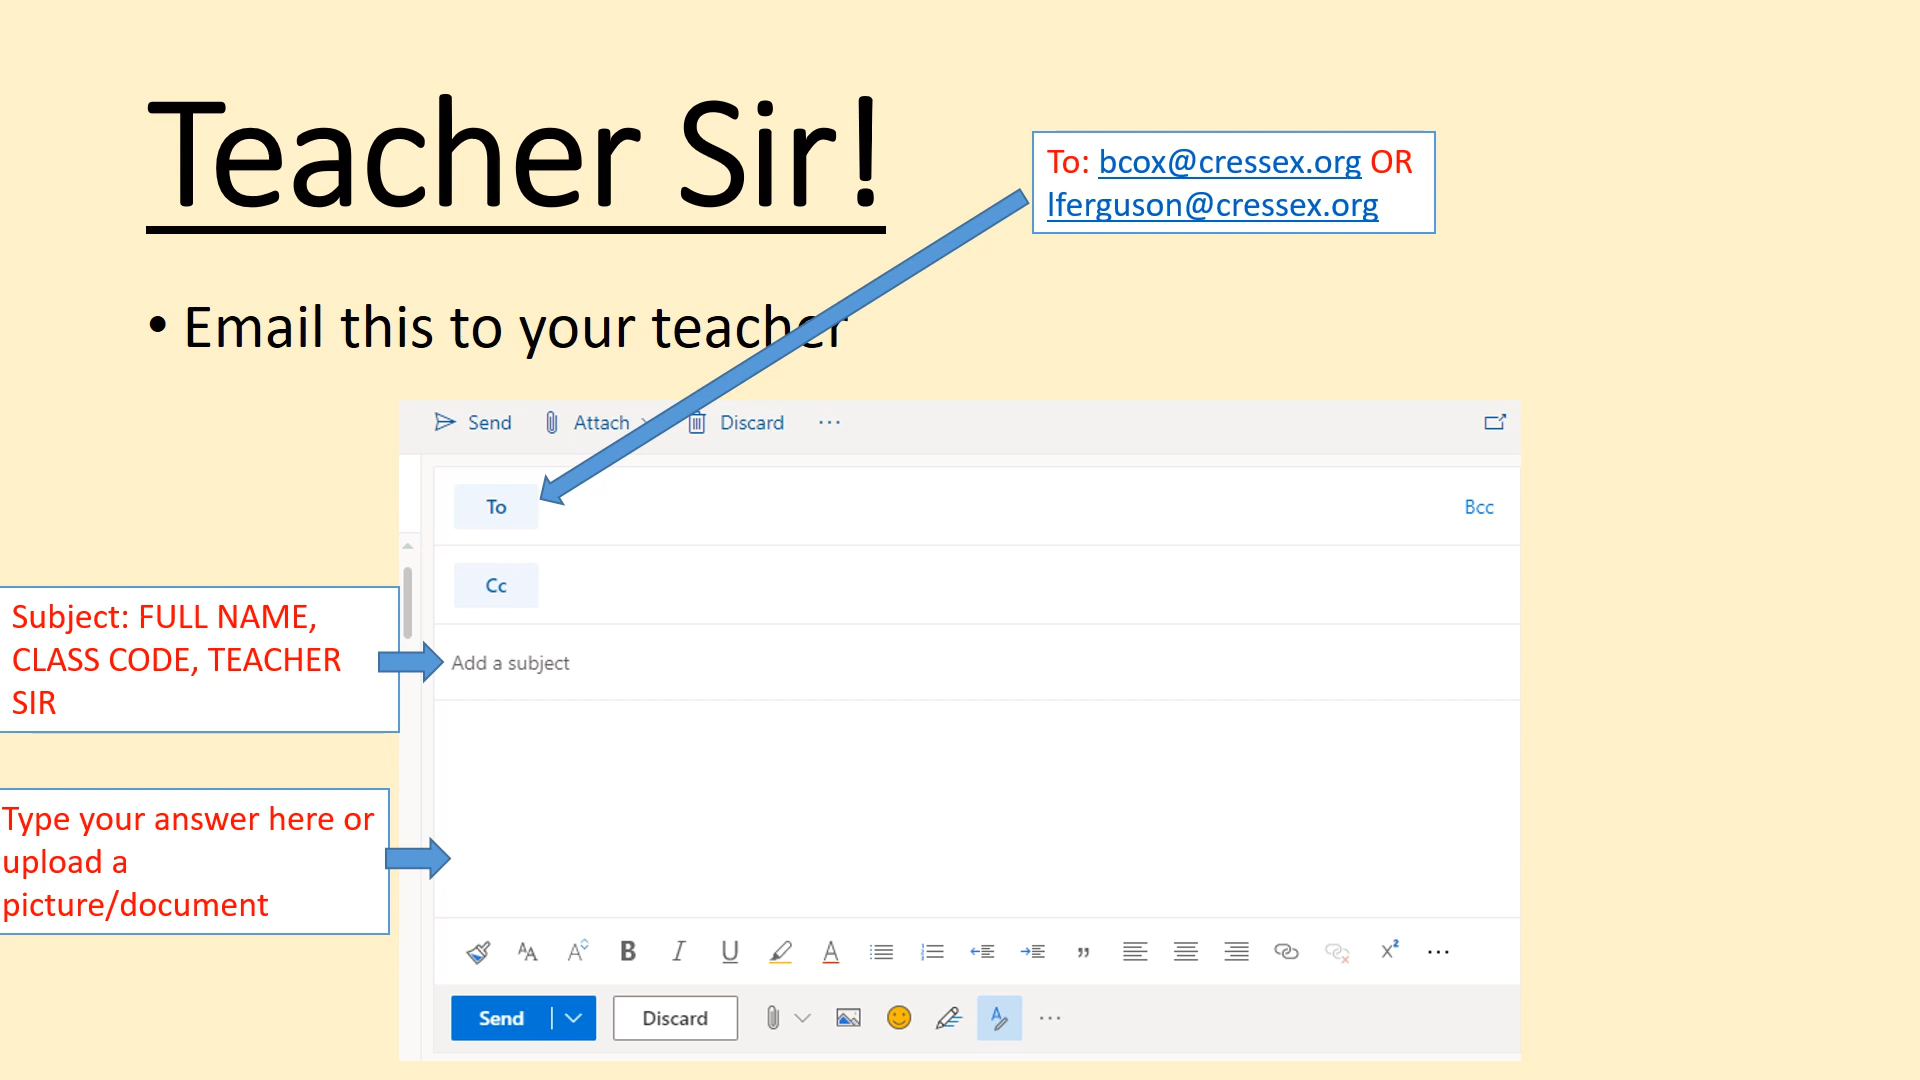 Teacher Sir!
To: bcox@cressex.org OR
lferguson@cressex.org
• Email this to your teacher
Send Attach Discard ...
To Bcc
Cc
Subject: FULL NAME,
CLASS CODE, TEACHER
SIR
Add a subject
Type your answer here or
upload a
picture/document
Send Discard